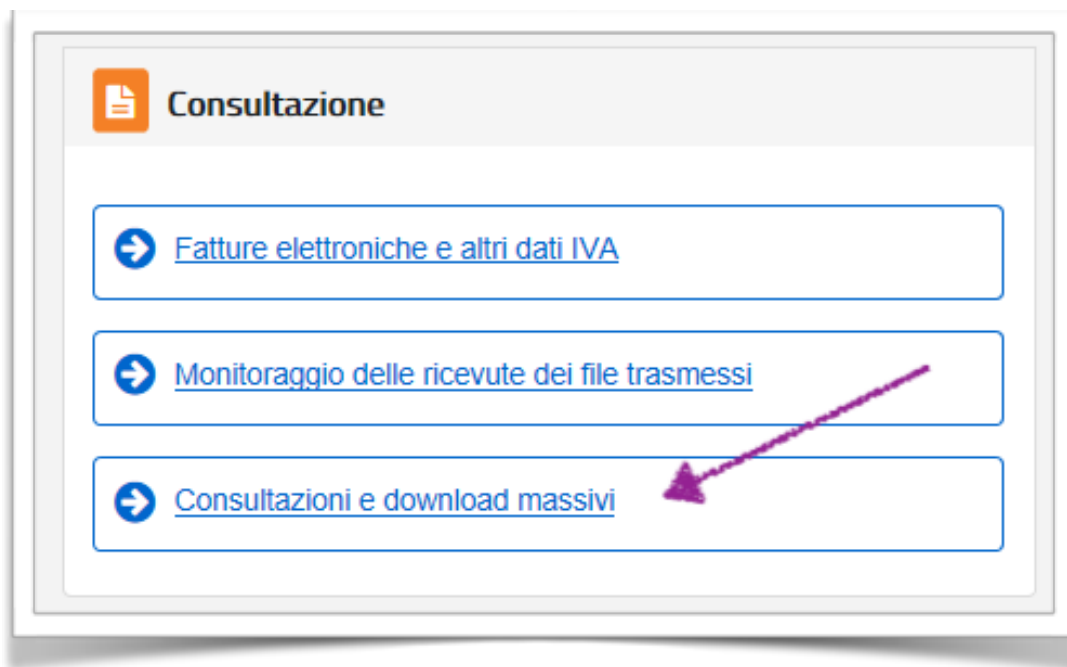 Consultazione
Fatture elettroniche e altri dati IVA
Monitoraggio delle ricevute dei file trasmessi
Consultazioni e download massivi